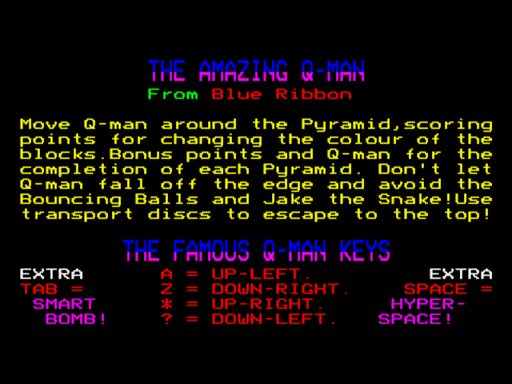 THE AMAZING Q-MAN
From Blue Ribbon
Move Q-man around the Pyramid,scoring
points for changing the colour of the
blocks.Bonus points and Q-man for the
completion of each Pyramid. Don't let
Q-man fall off the edge and avoid the
Bouncing Balls and Jake the Snake!Use
transport discs to escape to the top!
THE FAMOUS Q-MAN KEYS
EXTRA A = UP-LEFT. EXTRA
TAB = Z = DOWN-RIGHT. SPACE =
SMART * = UP-RIGHT. HYPER-
BOMB! ? = DOWN-LEFT. SPACE!